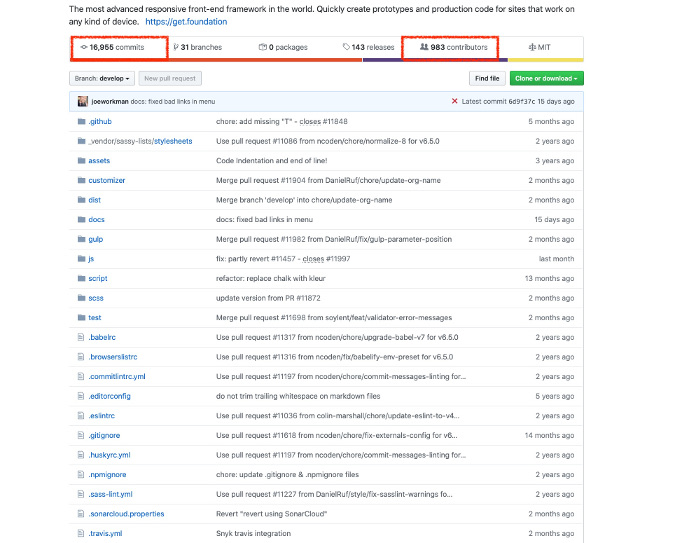 The most advanced responsive front-end framework in the world. Quickly create prototypes and production code for sites that work on
any kind of device. https://get.foundation
16,955 commits 31 branches 0 packages 143 releases 983 contributors MIT
Branch: develop New pull request Find file Clone or download
joeworkman docs: fixed bad links in menu Latest commit 6d9f37c 15 days ago
.github chore: add missing "T" - closes #11848 5 months ago
_vendor/sassy-lists/stylesheets Use pull request #11086 from ncoden/chore/normalize-8 for v6.5.0 2 years ago
assets Code Indentation and end of line! 3 years ago
customizer Merge pull request #11904 from DanielRuf/chore/update-org-name 2 months ago
dist Merge branch 'develop' into chore/update-org-name 2 months ago
docs docs: fixed bad links in menu 15 days ago
gulp Merge pull request #11982 from DanielRuf/fix/gulp-parameter-position 2 months ago
js fix: partly revert #11457 - closes #11997 last month
script refactor: replace chalk with kleur 13 months ago
scss update version from PR #11872 2 months ago
test Merge pull request #11698 from soylent/feat/validator-error-messages 2 months ago
.babelrc Use pull request #11317 from ncoden/chore/upgrade-babel-v7 for v6.5.0 2 years ago
.browserslistrc Use pull request #11316 from ncoden/fix/babelify-env-preset for v6.5.0 2 years ago
.commitlintrc.yml Use pull request #11197 from ncoden/chore/commit-messages-linting for... 2 years ago
.editorconfig do not trim trailing whitespace on markdown files 5 years ago
.eslintrc Use pull request #11036 from colin-marshall/chore/update-eslint-to-v4... 2 years ago
.gitignore Use pull request #11618 from ncoden/chore/fix-externals-config for v6... 14 months ago
.huskyrc.yml Use pull request #11197 from ncoden/chore/commit-messages-linting for... 2 years ago
.npmignore chore: update .gitignore & .npmignore files 2 years ago
.sass-lint.yml Use pull request #11227 from DanielRuf/style/fix-sasslint-warnings fo... 2 years ago
.sonarcloud.properties Revert "revert using SonarCloud" 2 months ago
.travis.yml Snyk travis integration 2 months ago